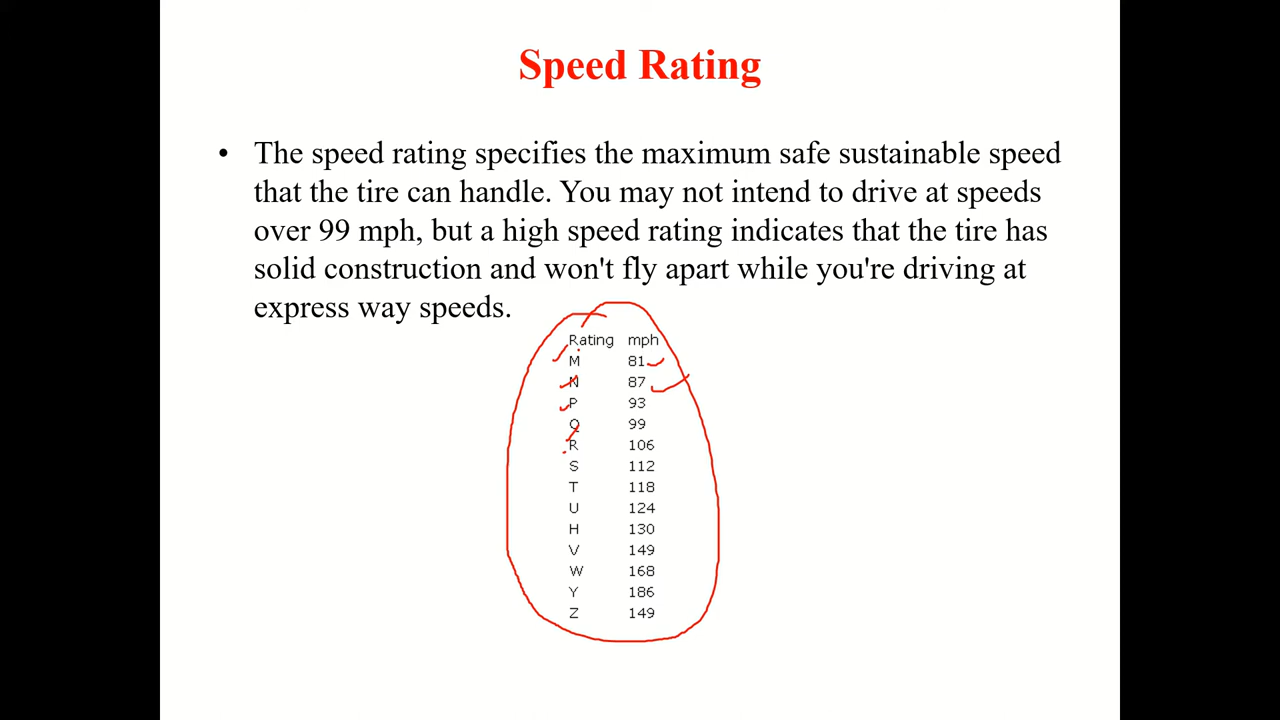 Speed Rating
• The speed rating specifies the maximum safe sustainable speed
that the tire can handle. You may not intend to drive at speeds
over 99 mph, but a high speed rating indicates that the tire has
solid construction and won't fly apart while you're driving at
express way speeds.
Rating mph
M 81
N 87
P 93
Q 99
R 106
S 112
T 118
U 124
H 130
V 149
W 168
Y 186
Z 149